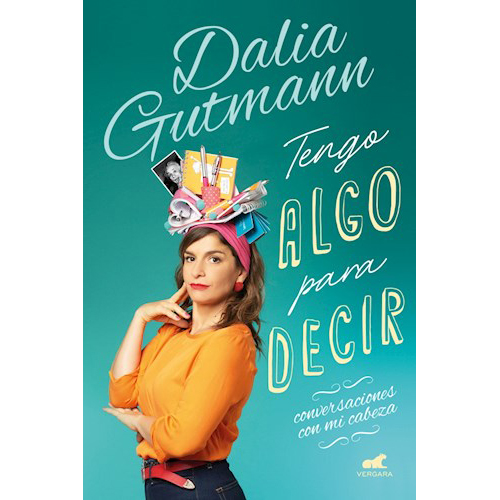 Dalia
Gutmann
Tengo
ALGO
para
DECIR
conversaciones
con mi cabeza
VERGARA